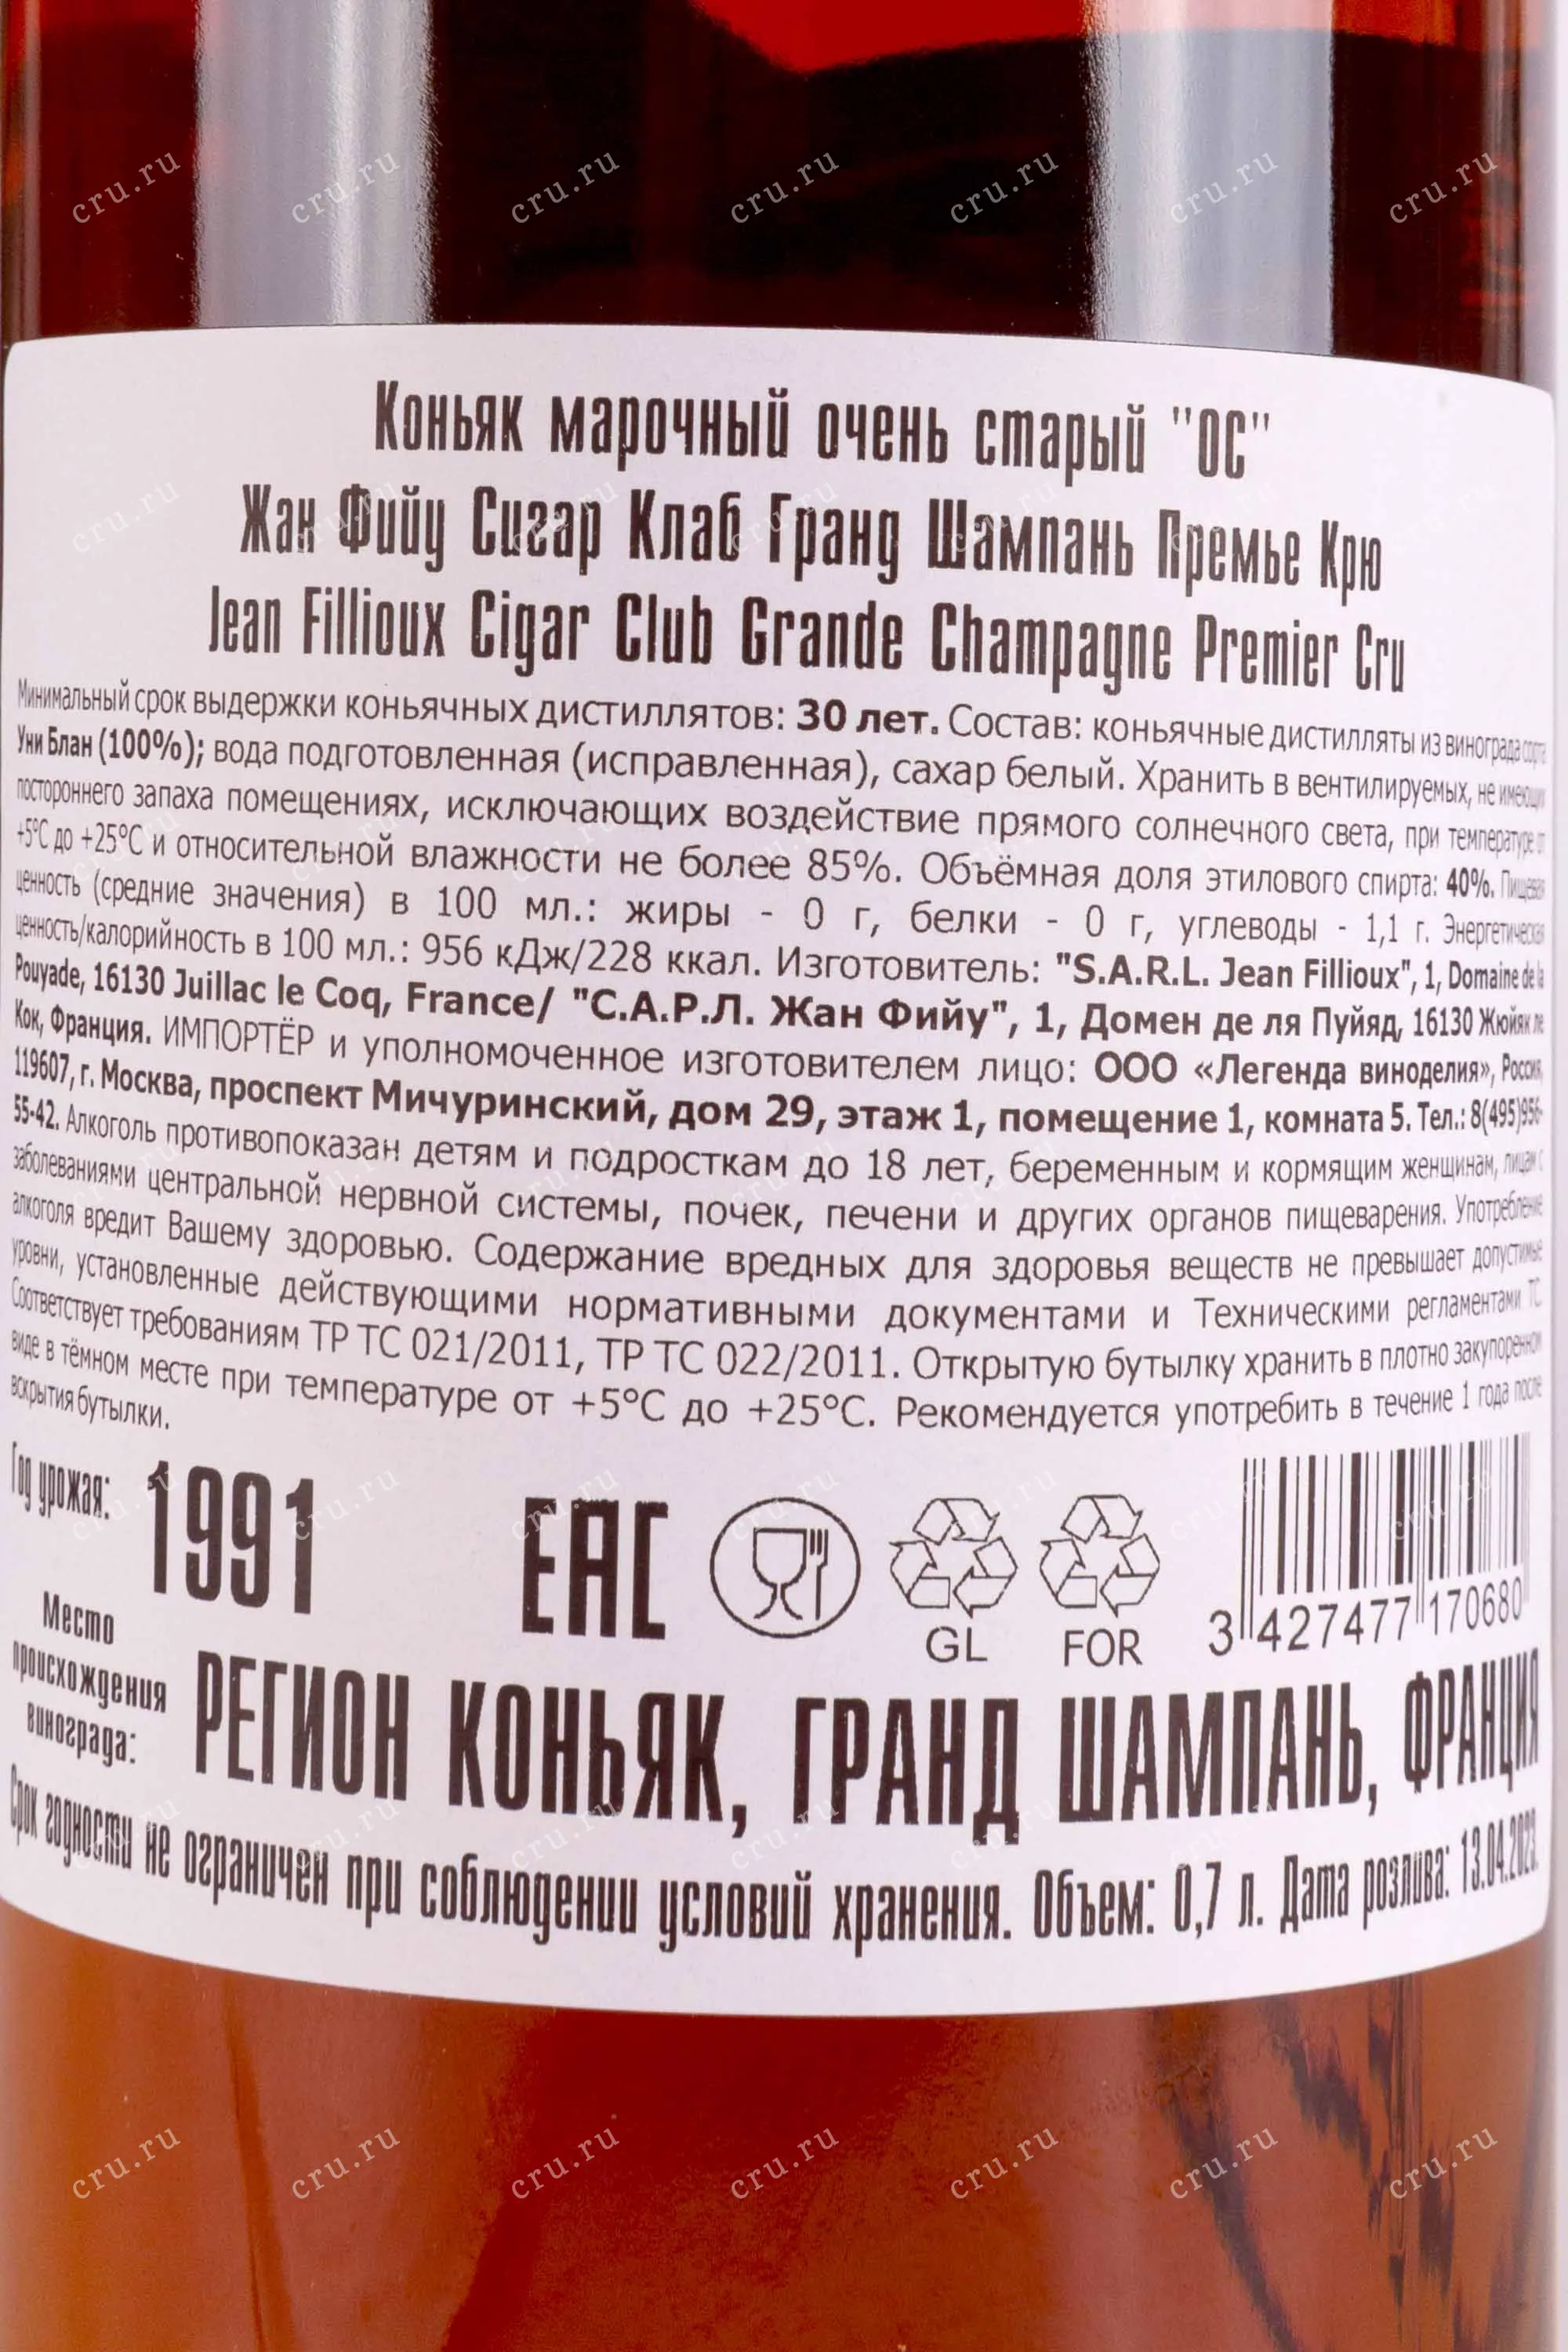 Коньяк марочный очень старый "ОС"
Жан Фийу Сигар Клаб Гранд Шампань Премье Крю
Jean Fillioux Cigar Club Grande Champagne Premier Cru
Минимальный срок выдержки коньячных дистиллятов: 30 лет. Состав: коньячные дистилляты из винограда сорта
Уни Блан (100%); вода подготовленная (исправленная), сахар белый. Хранить в вентилируемых, не имеющих
постороннего запаха помещениях, исключающих воздействие прямого солнечного света, при температуре от
+5°С до +25°С и относительной влажности не более 85%. Объёмная доля этилового спирта: 40%. Пищевая
ценность (средние значения) в 100 мл.: жиры - 0 г, белки - 0 г, углеводы - 1,1 г. Энергетическая
ценность/калорийность в 100 мл.: 956 кДж/228 ккал. Изготовитель: "S.A.R.L. Jean Fillioux", 1, Domaine de la
Pouyade, 16130 Juillac le Coq, France/ "С.А.Р.Л. Жан Фийу", 1, Домен де ля Пуйяд, 16130 Жюйяк ле
Кок, Франция. ИМПОРТЁР и уполномоченное изготовителем лицо: ООО «Легенда виноделия», Россия,
119607, г. Москва, проспект Мичуринский, дом 29, этаж 1, помещение 1, комната 5. Тел.: 8(495)956-
55-42. Алкоголь противопоказан детям и подросткам до 18 лет, беременным и кормящим женщинам, лицам с
заболеваниями центральной нервной системы, почек, печени и других органов пищеварения. Употребление
алкоголя вредит Вашему здоровью. Содержание вредных для здоровья веществ не превышает допустимые
уровни, установленные действующими нормативными документами и Техническими регламентами ТС.
Соответствует требованиям ТР ТС 021/2011, ТР ТС 022/2011. Открытую бутылку хранить в плотно закупоренном
виде в тёмном месте при температуре от +5°С до +25°С. Рекомендуется употребить в течение 1 года после
вскрытия бутылки.
Год урожая: 1991
EAC
GL
FOR
3 427477 170680
Место
происхождения
винограда:
РЕГИОН КОНЬЯК, ГРАНД ШАМПАНЬ, ФРАНЦИЯ
Срок годности не ограничен при соблюдении условий хранения. Объем: 0,7 л. Дата розлива: 13.04.2023.
cru.ru